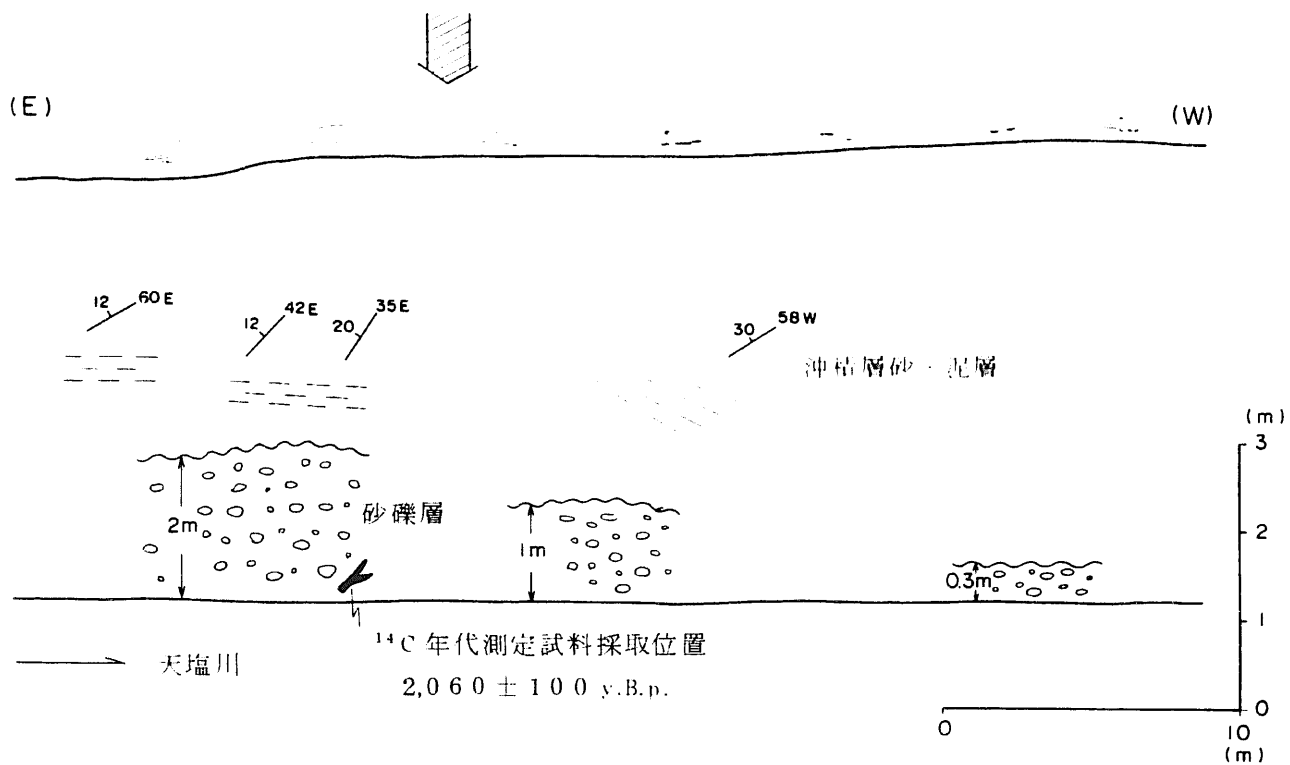 (E)
(W)
12 60E
12 42E
20 35E
30 58W
沖積層砂・泥層
(m)
3
2
1
0
2m
砂礫層
1m
0.3m
14C 年代測定試料採取位置
2,060 ± 100 y.B.p.
天塩川
0 10
(m)